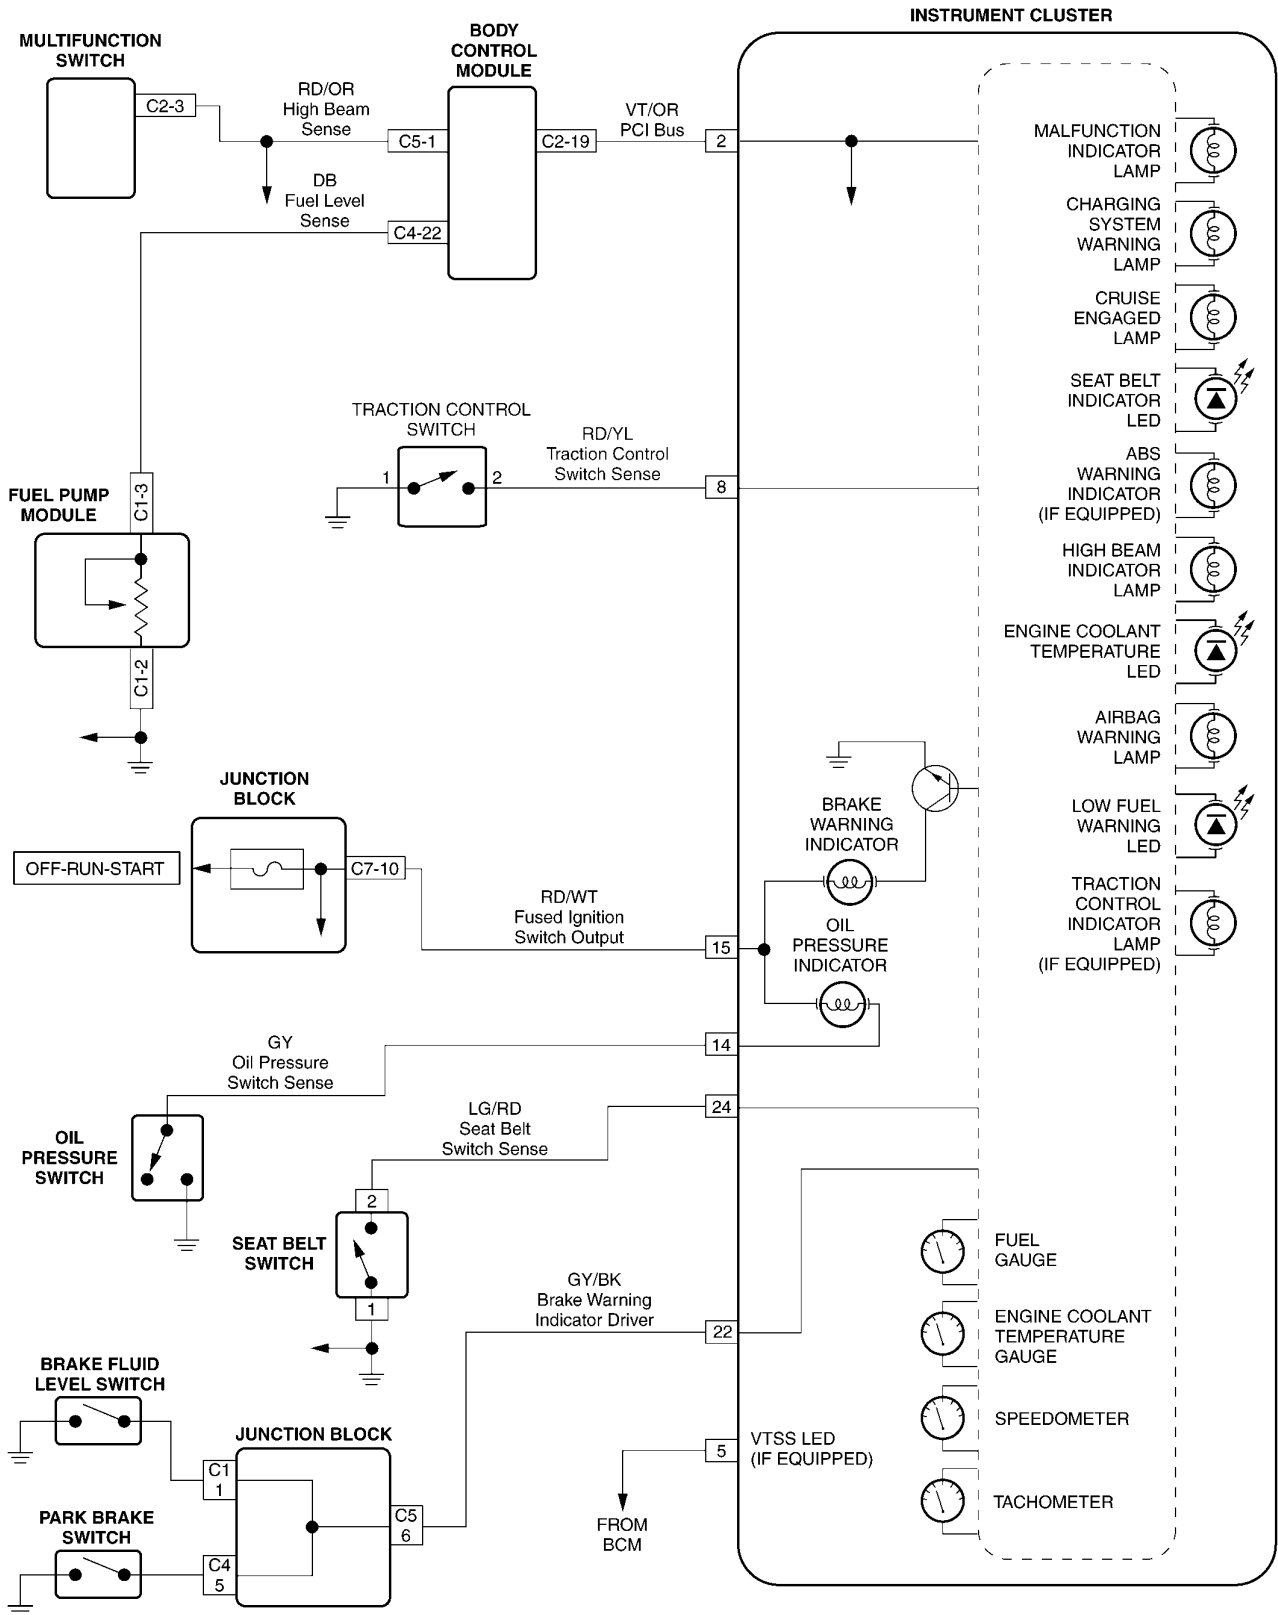 INSTRUMENT CLUSTER
MULTIFUNCTION
SWITCH
C2-3
RD/OR
High Beam
Sense
BODY
CONTROL
MODULE
C5-1
C2-19
VT/OR
PCI Bus
2
DB
Fuel Level
Sense
C4-22
MALFUNCTION
INDICATOR
LAMP
CHARGING
SYSTEM
WARNING
LAMP
CRUISE
ENGAGED
LAMP
SEAT BELT
INDICATOR
LED
ABS
WARNING
INDICATOR
(IF EQUIPPED)
HIGH BEAM
INDICATOR
LAMP
ENGINE COOLANT
TEMPERATURE
LED
AIRBAG
WARNING
LAMP
LOW FUEL
WARNING
LED
TRACTION
CONTROL
INDICATOR
LAMP
(IF EQUIPPED)
TRACTION CONTROL
SWITCH
1
2
RD/YL
Traction Control
Switch Sense
8
FUEL PUMP
MODULE
C1-3
C1-2
JUNCTION
BLOCK
OFF-RUN-START
C7-10
RD/WT
Fused Ignition
Switch Output
15
BRAKE
WARNING
INDICATOR
OIL
PRESSURE
INDICATOR
GY
Oil Pressure
Switch Sense
14
OIL
PRESSURE
SWITCH
LG/RD
Seat Belt
Switch Sense
24
2
SEAT BELT
SWITCH
1
GY/BK
Brake Warning
Indicator Driver
22
BRAKE FLUID
LEVEL SWITCH
JUNCTION BLOCK
C1
1
C5
6
PARK BRAKE
SWITCH
C4
5
5
VTSS LED
(IF EQUIPPED)
FROM
BCM
FUEL
GAUGE
ENGINE COOLANT
TEMPERATURE
GAUGE
SPEEDOMETER
TACHOMETER